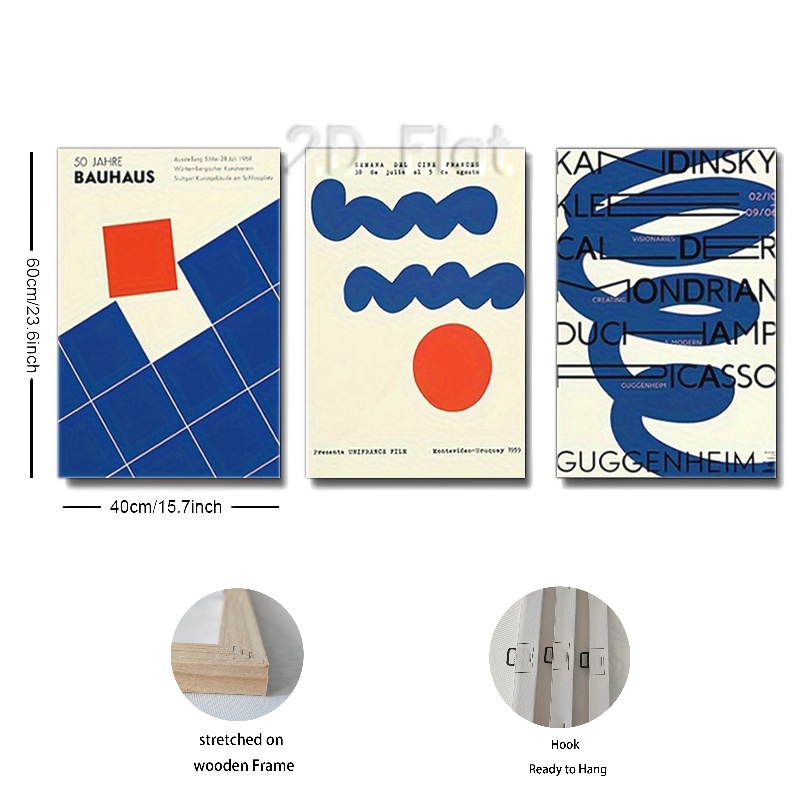 2D Flat
50 JAHRE
BAUHAUS
Ausstellung 5.Mai-28.Juli 1968
Württembergischer Kunstverein
Stuttgart Kunstgebäude am Schlossplatz
SEMANA DEL CINE FRANCES
30 de julio al 5 de agosto
Presenta UNIFRANCE FILM
Montevideo-Uruguay 1959
KANDINSKY
02/10
KLEE
09/06
VISIONARIES
CALDER
CREATING
MONDRIAN
DUCHAMP
MODERN
PICASSO
GUGGENHEIM
GUGGENHEIM
60cm/23.6inch
40cm/15.7inch
stretched on
wooden Frame
Hook
Ready to Hang